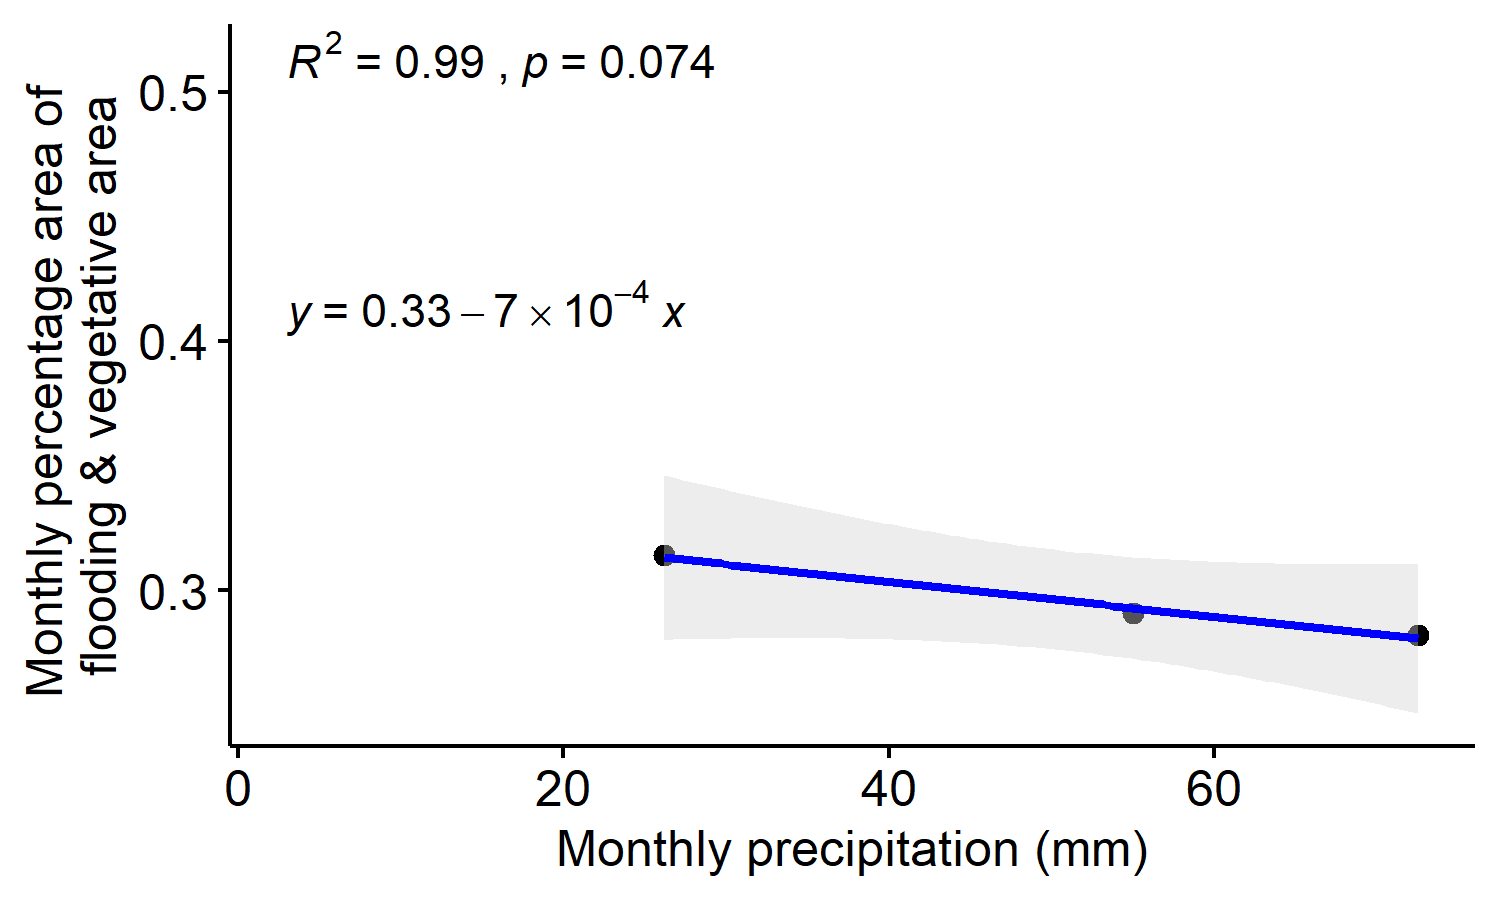 R² = 0.99 , p = 0.074
y = 0.33 − 7 × 10⁻⁴ x
0.5
0.4
0.3
Monthly percentage area of
flooding & vegetative area
0 20 40 60
Monthly precipitation (mm)